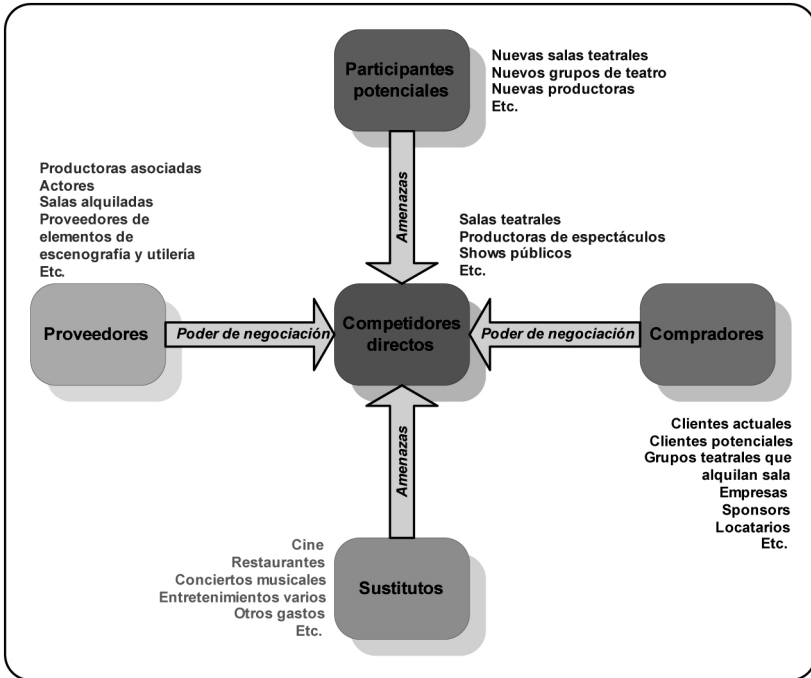 Participantes
potenciales
Nuevas salas teatrales
Nuevos grupos de teatro
Nuevas productoras
Etc.
Amenazas
Productoras asociadas
Actores
Salas alquiladas
Proveedores de
elementos de
escenografía y utilería
Etc.
Salas teatrales
Productoras de espectáculos
Shows públicos
Etc.
Proveedores
Poder de negociación
Competidores
directos
Poder de negociación
Compradores
Clientes actuales
Clientes potenciales
Grupos teatrales que
alquilan sala
Empresas
Sponsors
Locatarios
Etc.
Amenazas
Cine
Restaurantes
Conciertos musicales
Entretenimientos varios
Otros gastos
Etc.
Sustitutos